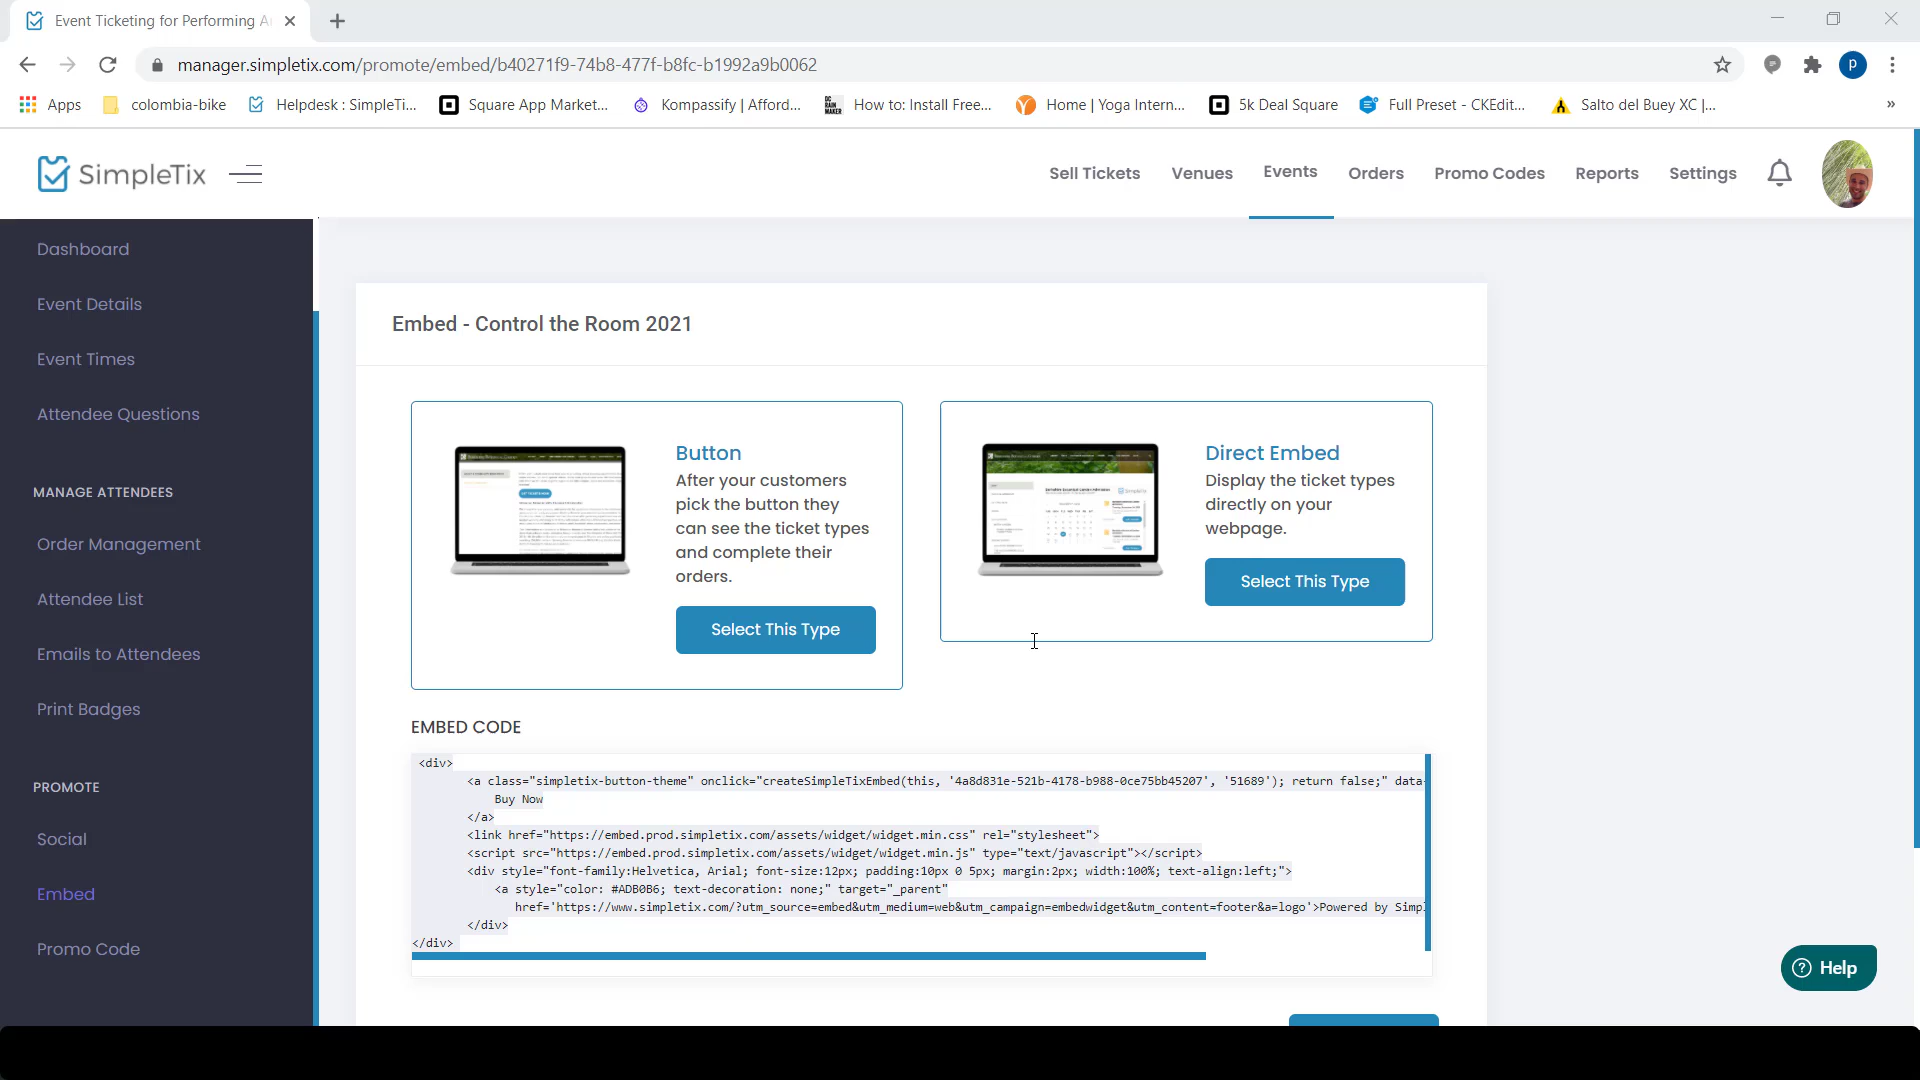 Event Ticketing for Performing A
manager.simpletix.com/promote/embed/b40271f9-74b8-477f-b8fc-b1992a9b0062
P
Apps
colombia-bike
Helpdesk : SimpleTi...
Square App Market...
Kompassify | Afford...
How to: Install Free...
Home | Yoga Intern...
5k Deal Square
Full Preset - CKEdit...
Salto del Buey XC |...
»
SimpleTix
Sell Tickets
Venues
Events
Orders
Promo Codes
Reports
Settings
Dashboard
Event Details
Event Times
Attendee Questions
MANAGE ATTENDEES
Order Management
Attendee List
Emails to Attendees
Print Badges
PROMOTE
Social
Embed
Promo Code
Embed - Control the Room 2021
Button
After your customers
pick the button they
can see the ticket types
and complete their
orders.
Select This Type
Direct Embed
Display the ticket types
directly on your
webpage.
Select This Type
EMBED CODE
<div>
<a class="simpletix-button-theme" onclick="createSimpleTixEmbed(this, '4a8d831e-521b-4178-b988-0ce75bb45207', '51689'); return false;" data-
Buy Now
</a>
<link href="https://embed.prod.simpletix.com/assets/widget/widget.min.css" rel="stylesheet">
<script src="https://embed.prod.simpletix.com/assets/widget/widget.min.js" type="text/javascript"></script>
<div style="font-family:Helvetica, Arial; font-size:12px; padding:10px 0 5px; margin:2px; width:100%; text-align:left;">
<a style="color: #ADB0B6; text-decoration: none;" target="_parent"
href='https://www.simpletix.com/?utm_source=embed&utm_medium=web&utm_campaign=embedwidget&utm_content=footer&a=logo'>Powered by Simpl
</div>
</div>
Help